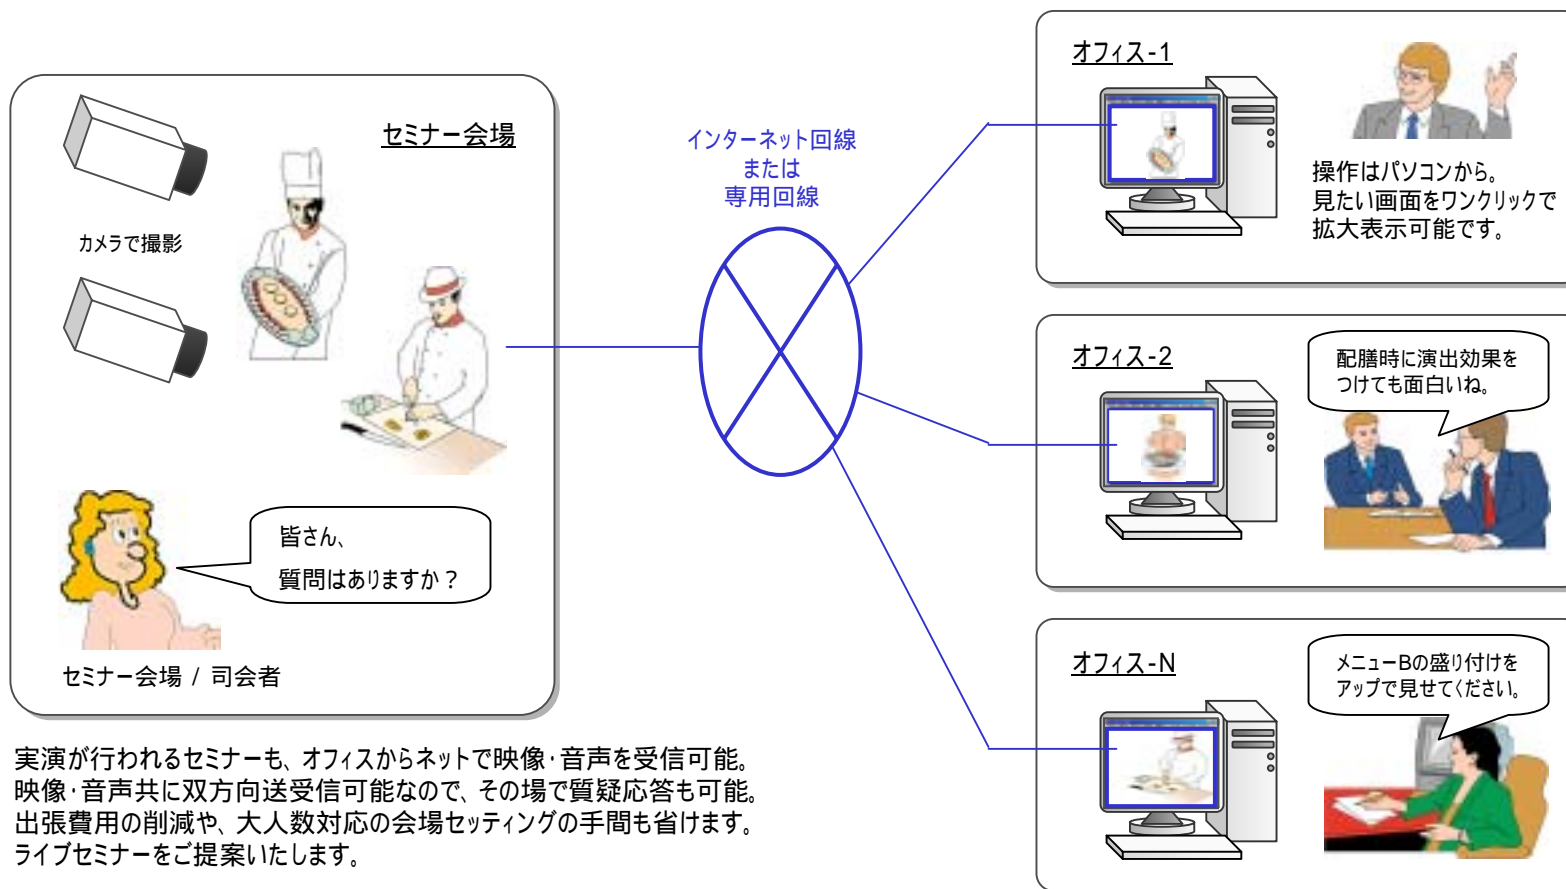 セミナー会場
カメラで撮影
皆さん、
質問はありますか？
セミナー会場 / 司会者
インターネット回線
または
専用回線
オフィス-1
操作はパソコンから。
見たい画面をワンクリックで
拡大表示可能です。
オフィス-2
配膳時に演出効果を
つけても面白いね。
オフィス-N
メニューBの盛り付けを
アップで見せてください。
実演が行われるセミナーも、オフィスからネットで映像･音声を受信可能。
映像･音声共に双方向送受信可能なので、その場で質疑応答も可能。
出張費用の削減や、大人数対応の会場セッティングの手間も省けます。
ライブセミナーをご提案いたします。